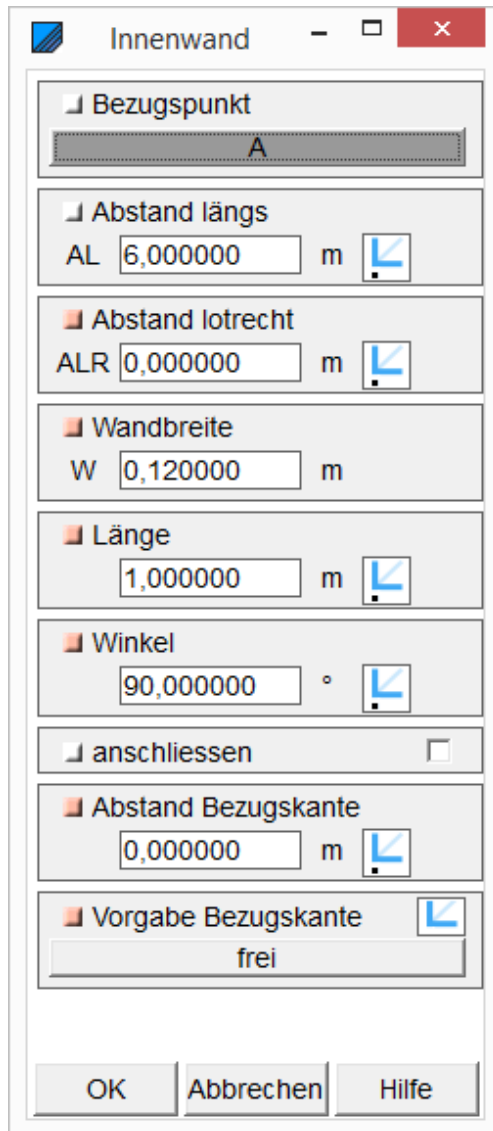 Innenwand
Bezugspunkt
A
Abstand längs
AL 6,000000 m
Abstand lotrecht
ALR 0,000000 m
Wandbreite
W 0,120000 m
Länge
1,000000 m
Winkel
90,000000 °
anschliessen
Abstand Bezugskante
0,000000 m
Vorgabe Bezugskante
frei
OK Abbrechen Hilfe